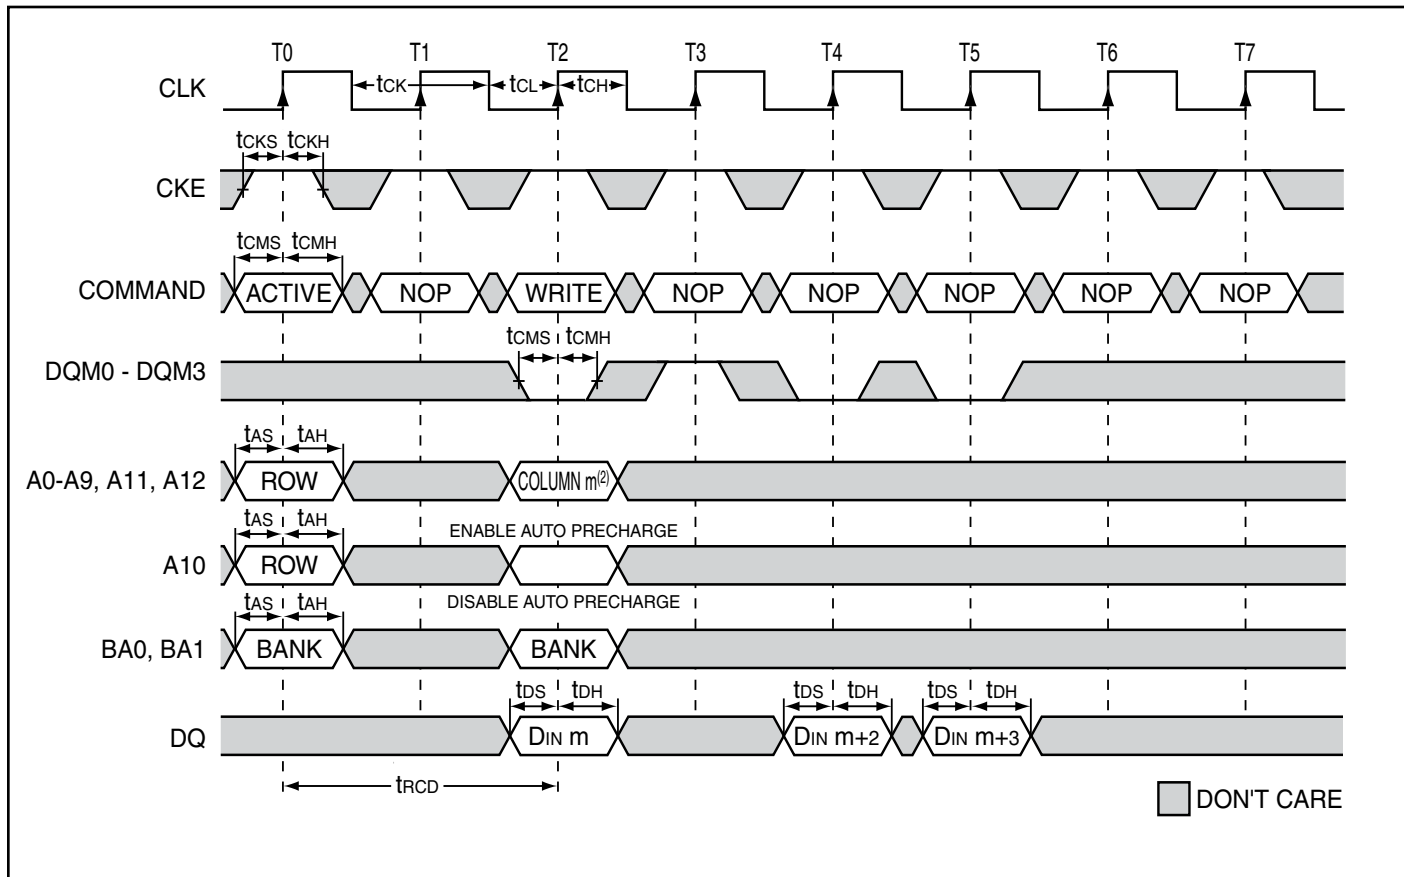 T0 T1 T2 T3 T4 T5 T6 T7
CLK tCK tCL tCH
tCKS tCKH
CKE
tCMS tCMH
COMMAND ACTIVE NOP WRITE NOP NOP NOP NOP NOP
tCMS tCMH
DQM0 - DQM3
tAS tAH
A0-A9, A11, A12 ROW COLUMN m(2)
tAS tAH ENABLE AUTO PRECHARGE
A10 ROW
tAS tAH DISABLE AUTO PRECHARGE
BA0, BA1 BANK BANK
tDS tDH tDS tDH tDS tDH
DQ DIN m DIN m+2 DIN m+3
tRCD
DON'T CARE